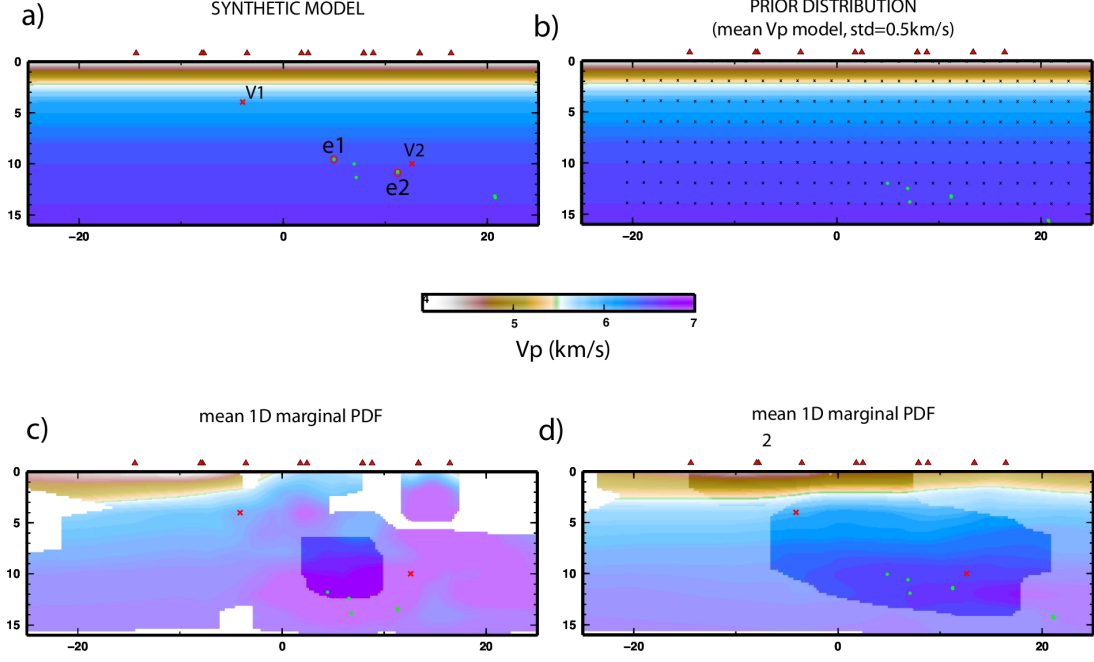 a)
SYNTHETIC MODEL
b)
PRIOR DISTRIBUTION
(mean Vp model, std=0.5km/s)
0
5
10
15
V1
e1
V2
e2
−20
0
20
0
5
10
15
−20
0
20
4
5
6
7
Vp (km/s)
c)
mean 1D marginal PDF
d)
mean 1D marginal PDF
2
0
5
10
15
−20
0
20
0
5
10
15
−20
0
20